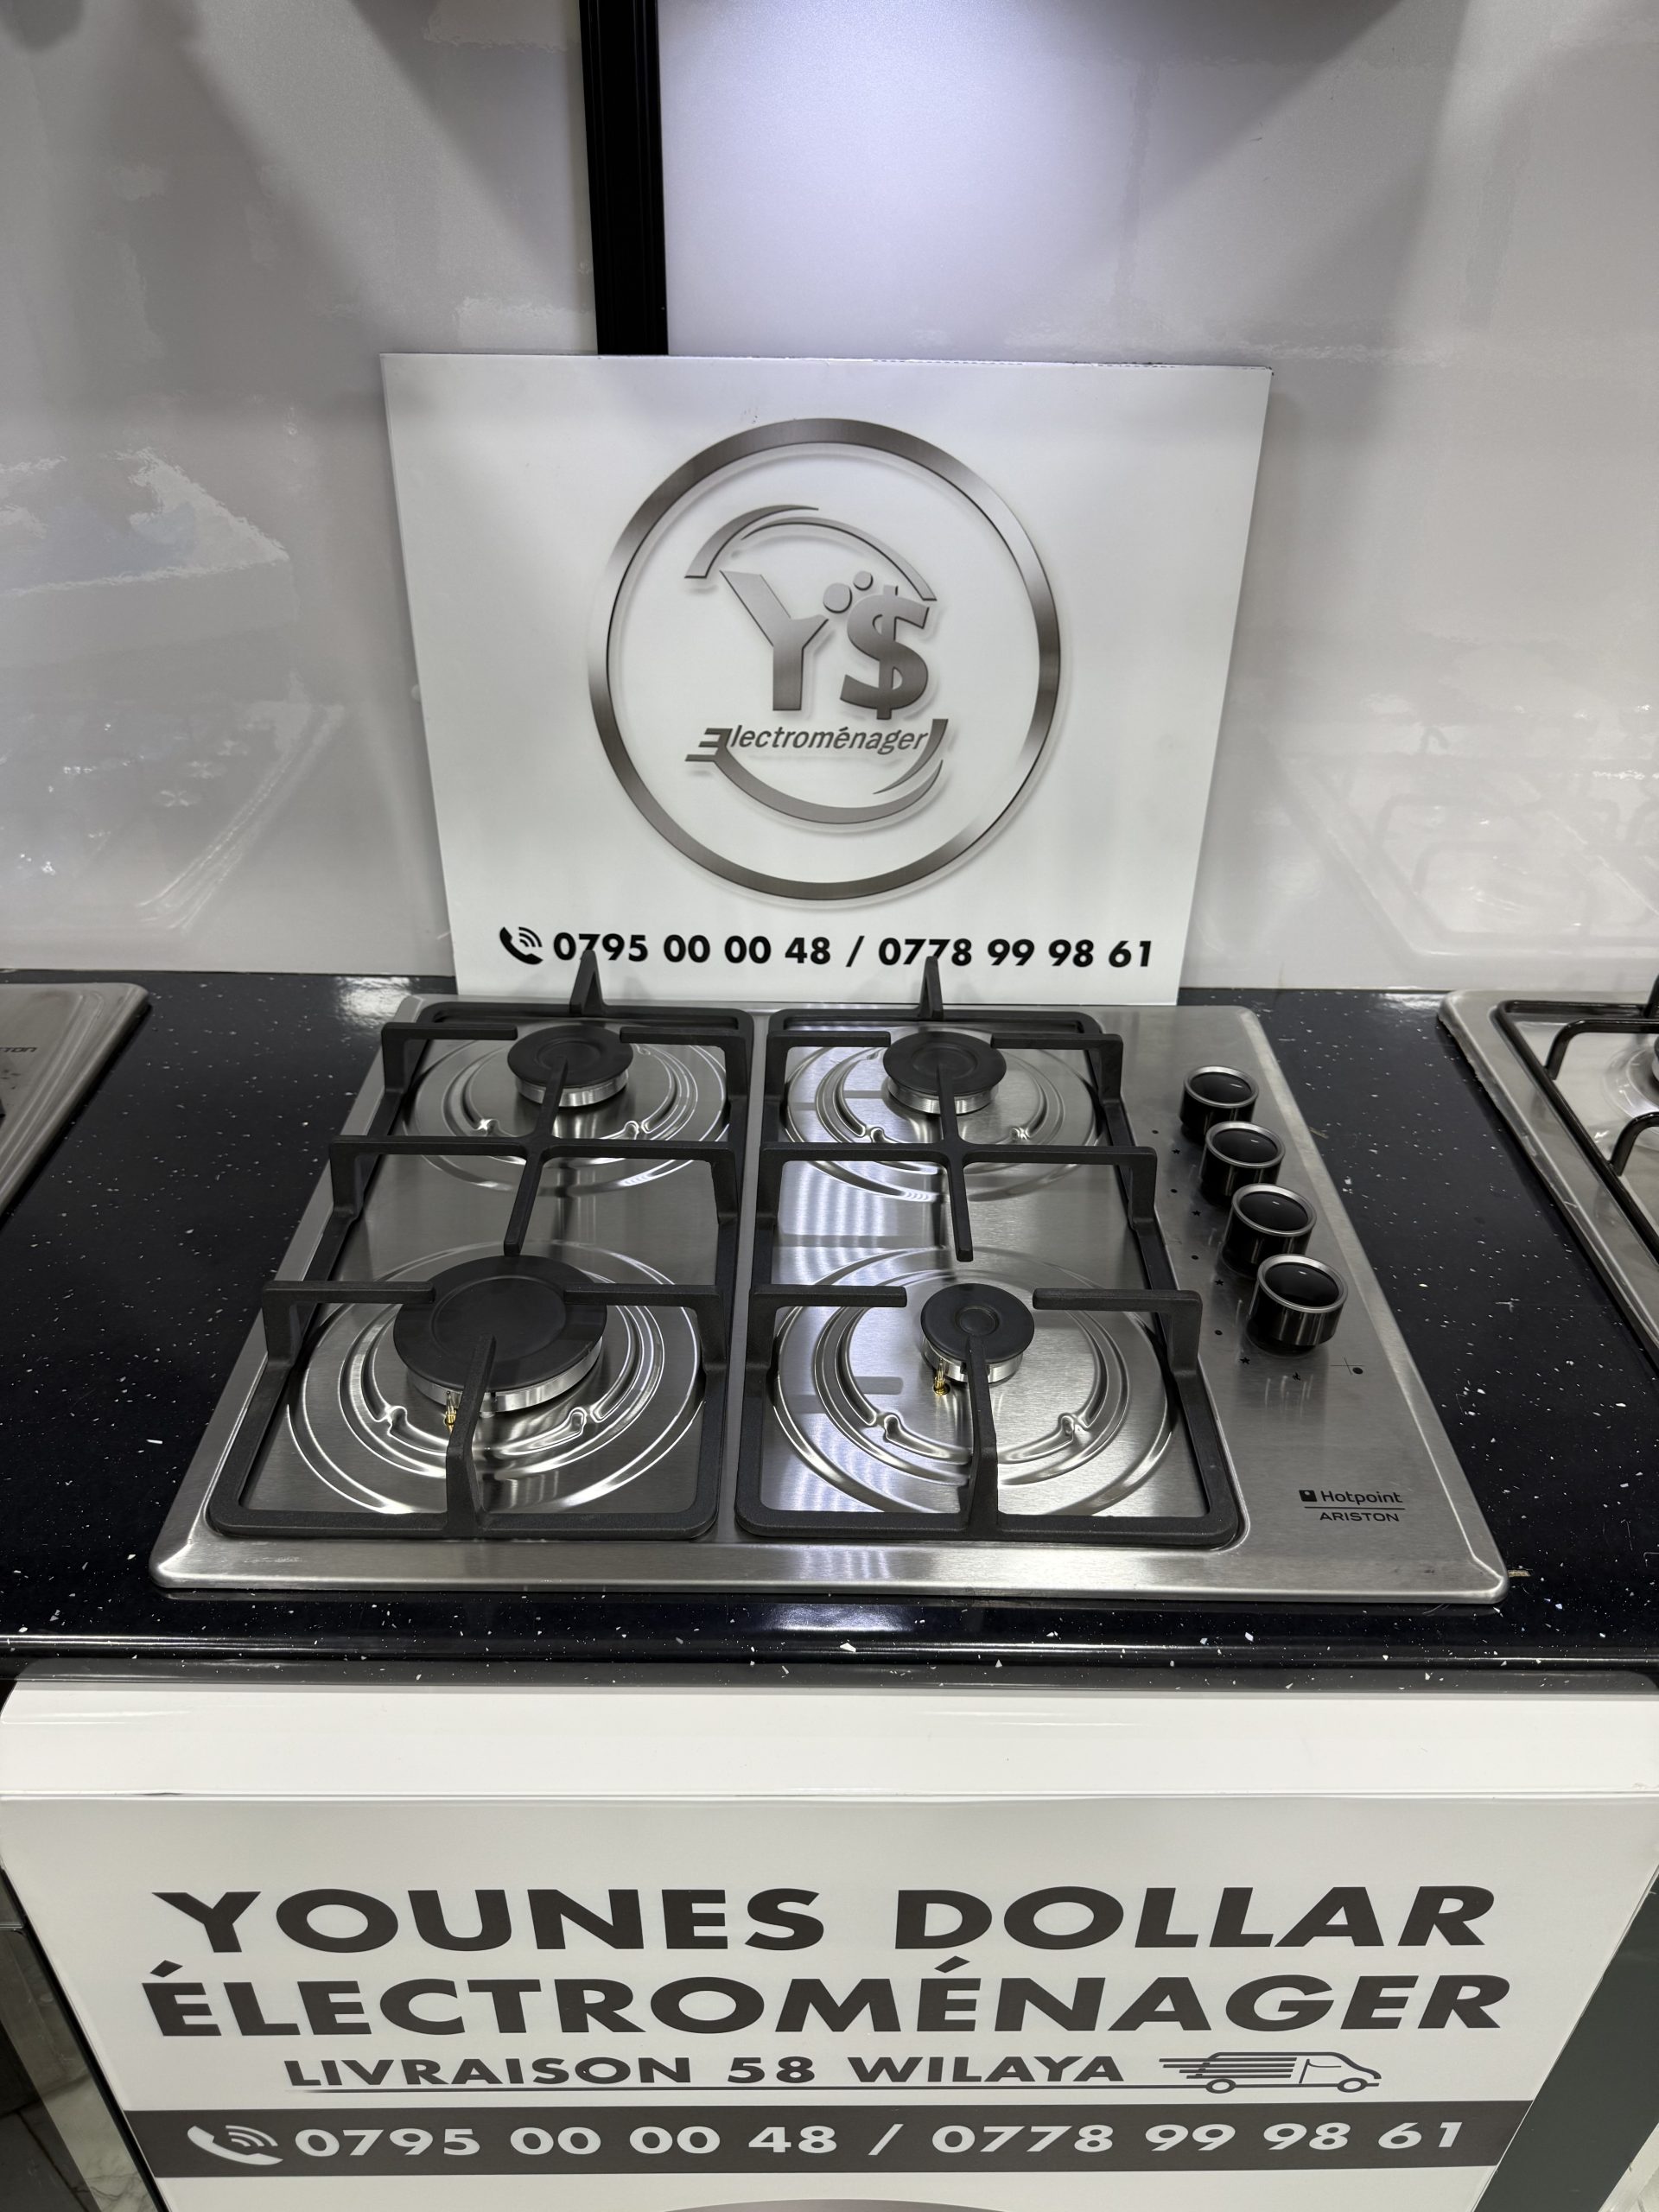 Y$
Electroménager
0795 00 00 48 / 0778 99 98 61
Hotpoint
ARISTON
YOUNES DOLLAR
ÉLECTROMÉNAGER
LIVRAISON 58 WILAYA
0795 00 00 48 / 0778 99 98 61